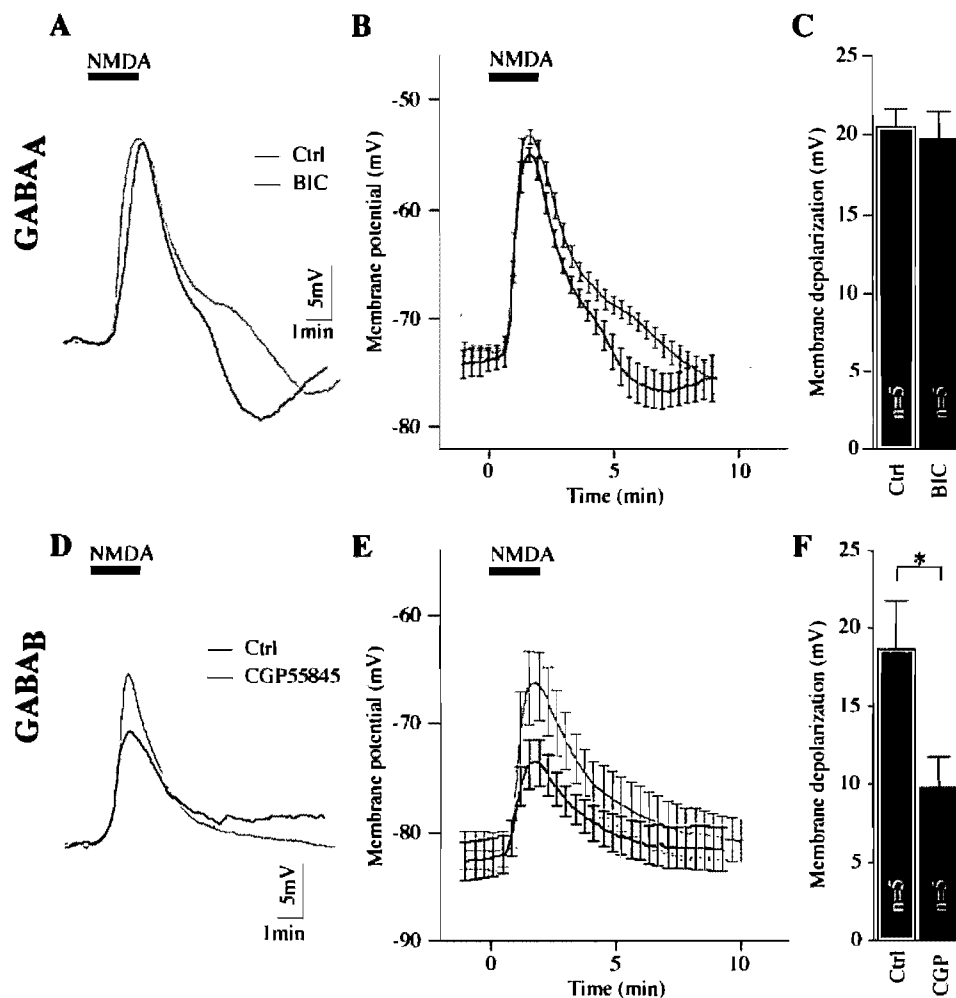 A
NMDA
GABAA
Ctrl
BIC
5mV
1min
B
NMDA
Membrane potential (mV)
-50
-60
-70
-80
0
5
10
Time (min)
C
Membrane depolarization (mV)
25
20
15
10
5
0
n=5
n=5
Ctrl
BIC
D
NMDA
GABAB
Ctrl
CGP55845
5mV
1min
E
NMDA
Membrane potential (mV)
-60
-70
-80
-90
0
5
10
Time (min)
F
Membrane depolarization (mV)
25
20
15
10
5
0
*
n=5
n=5
Ctrl
CGP